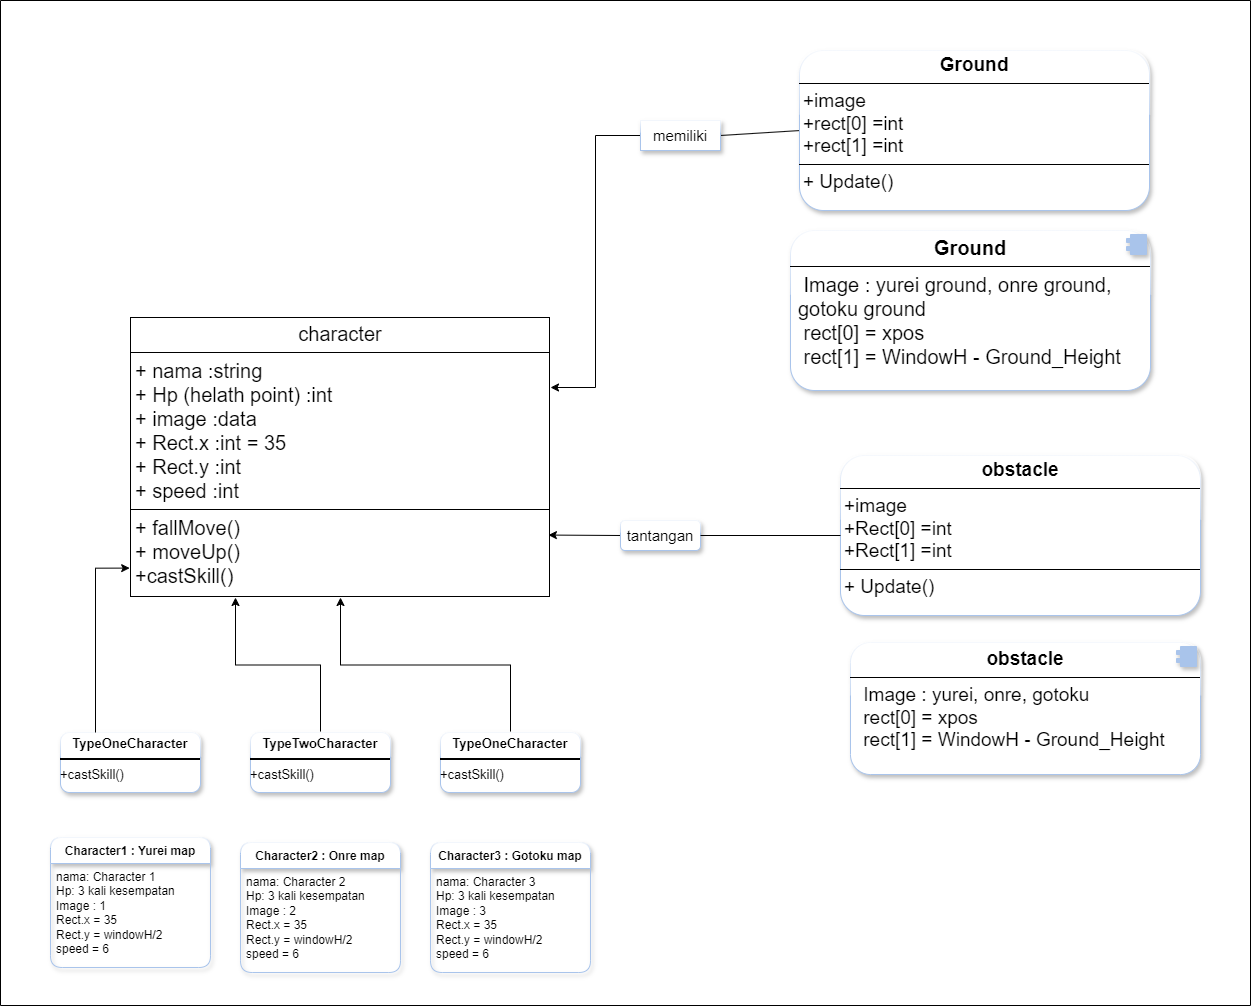 Ground
+image
+rect[0] =int
+rect[1] =int
+ Update()
memiliki
Ground
Image : yurei ground, onre ground,
gotoku ground
rect[0] = xpos
rect[1] = WindowH - Ground_Height
character
+ nama :string
+ Hp (helath point) :int
+ image :data
+ Rect.x :int = 35
+ Rect.y :int
+ speed :int
+ fallMove()
+ moveUp()
+castSkill()
tantangan
obstacle
+image
+Rect[0] =int
+Rect[1] =int
+ Update()
obstacle
Image : yurei, onre, gotoku
rect[0] = xpos
rect[1] = WindowH - Ground_Height
TypeOneCharacter
+castSkill()
TypeTwoCharacter
+castSkill()
TypeOneCharacter
+castSkill()
Character1 : Yurei map
nama: Character 1
Hp: 3 kali kesempatan
Image : 1
Rect.x = 35
Rect.y = windowH/2
speed = 6
Character2 : Onre map
nama: Character 2
Hp: 3 kali kesempatan
Image : 2
Rect.x = 35
Rect.y = windowH/2
speed = 6
Character3 : Gotoku map
nama: Character 3
Hp: 3 kali kesempatan
Image : 3
Rect.x = 35
Rect.y = windowH/2
speed = 6